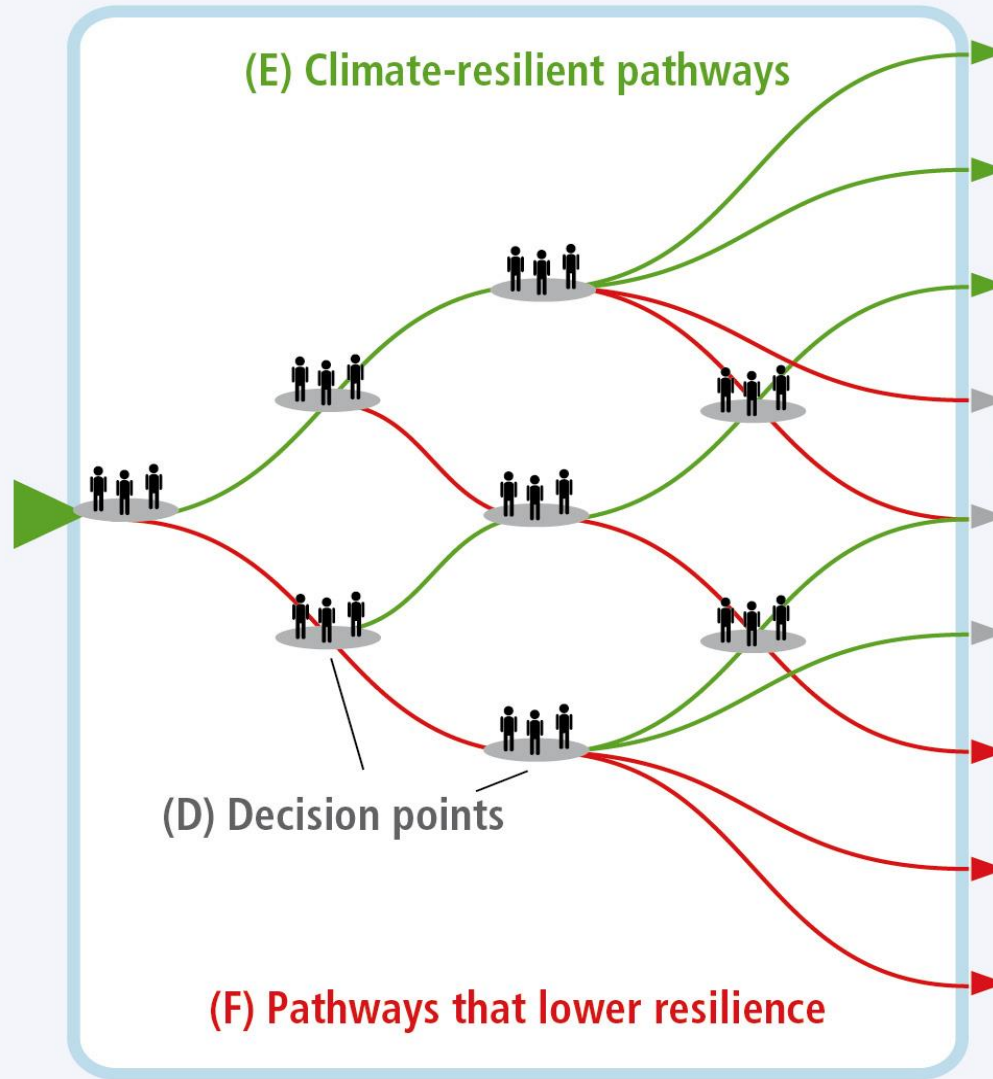 (E) Climate-resilient pathways
(D) Decision points
(F) Pathways that lower resilience